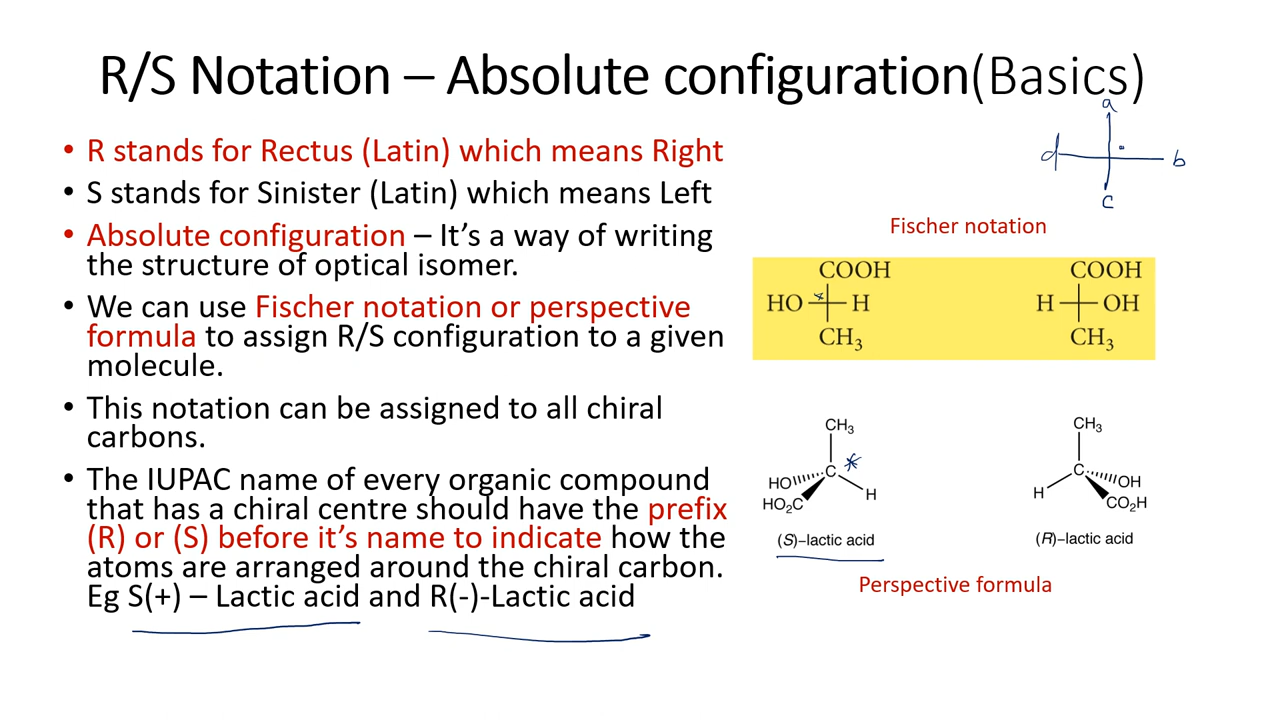 R/S Notation – Absolute configuration(Basics)
• R stands for Rectus (Latin) which means Right
• S stands for Sinister (Latin) which means Left
• Absolute configuration – It's a way of writing
the structure of optical isomer.
• We can use Fischer notation or perspective
formula to assign R/S configuration to a given
molecule.
• This notation can be assigned to all chiral
carbons.
• The IUPAC name of every organic compound
that has a chiral centre should have the prefix
(R) or (S) before it's name to indicate how the
atoms are arranged around the chiral carbon.
Eg S(+) – Lactic acid and R(-)-Lactic acid
a
d b
c
Fischer notation
COOH COOH
HO * H H OH
CH₃ CH₃
CH₃ CH₃
C * C
HO H H OH
HO₂C CO₂H
(S)–lactic acid (R)–lactic acid
Perspective formula